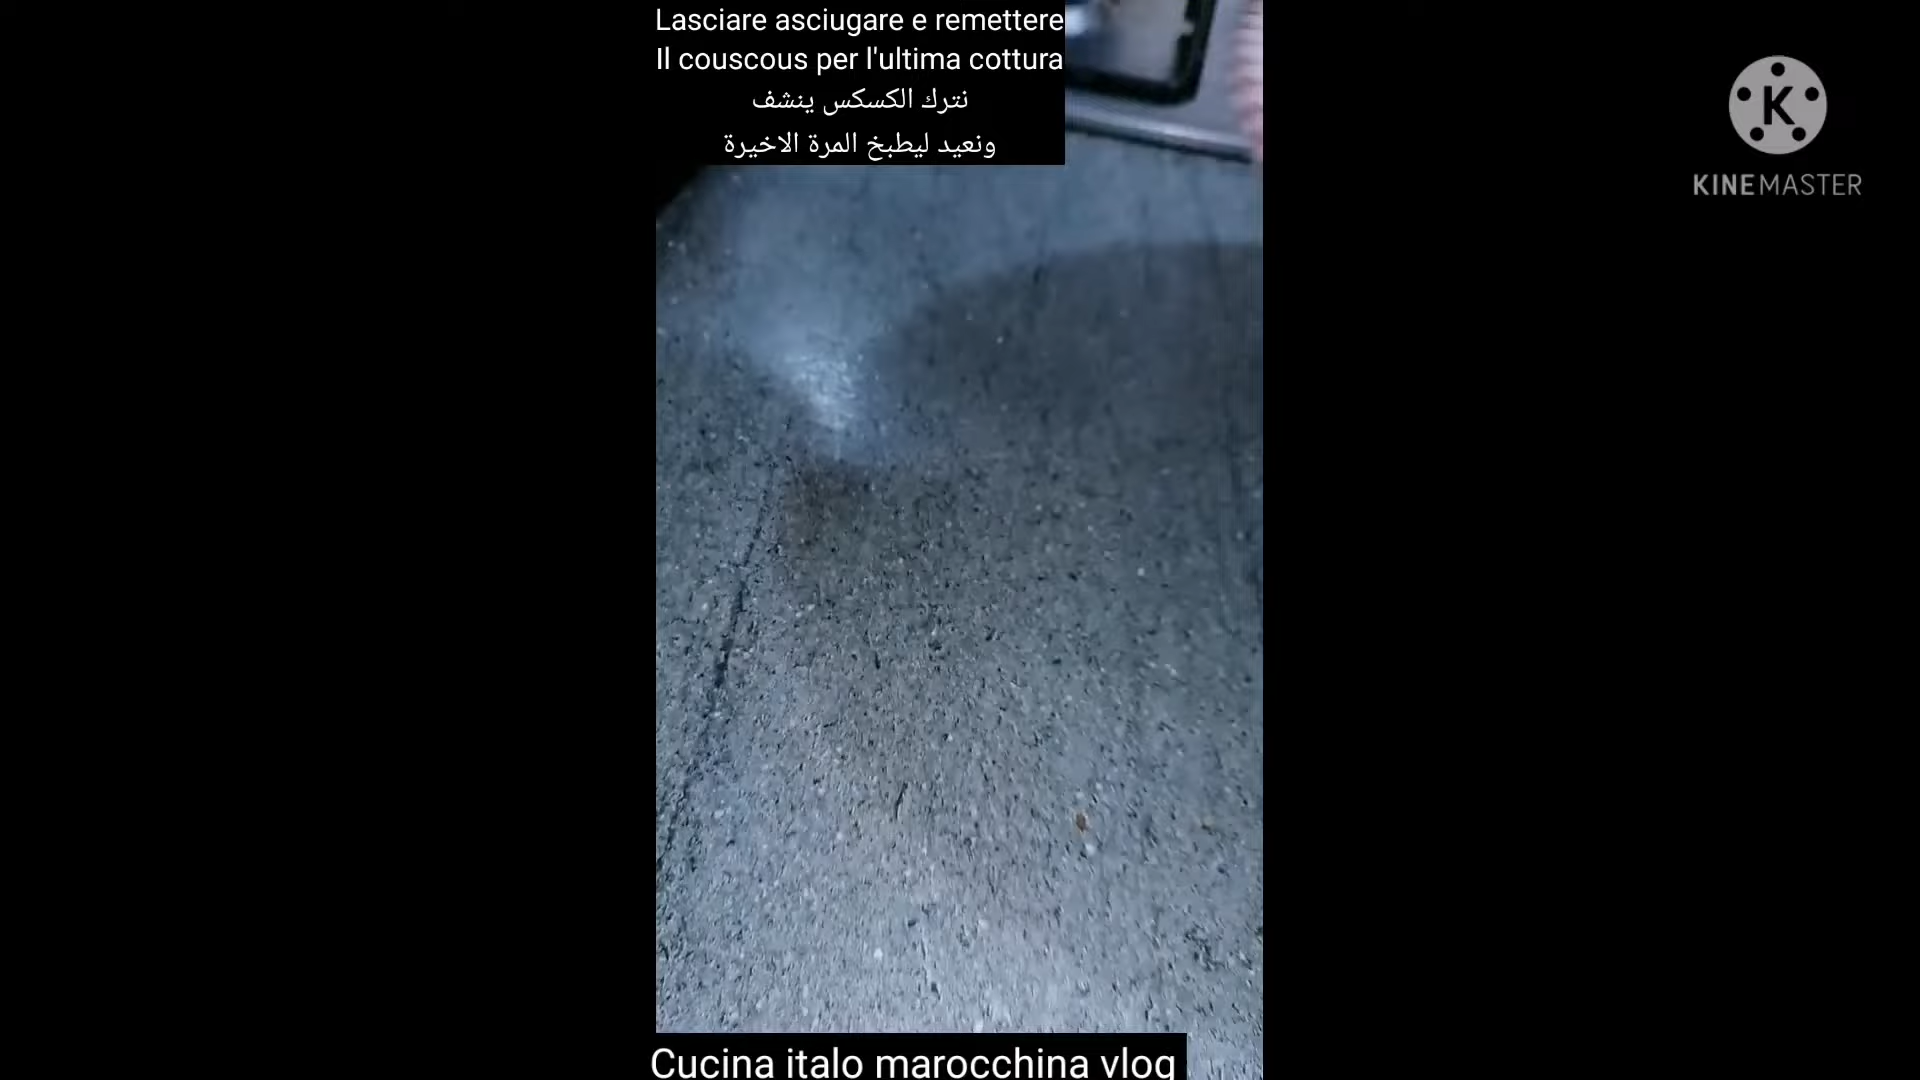 Lasciare asciugare e remettere
Il couscous per l'ultima cottura
نترك الكسكس ينشف
ونعيد ليطبخ المرة الاخيرة
KINEMASTER
Cucina italo marocchina vlog